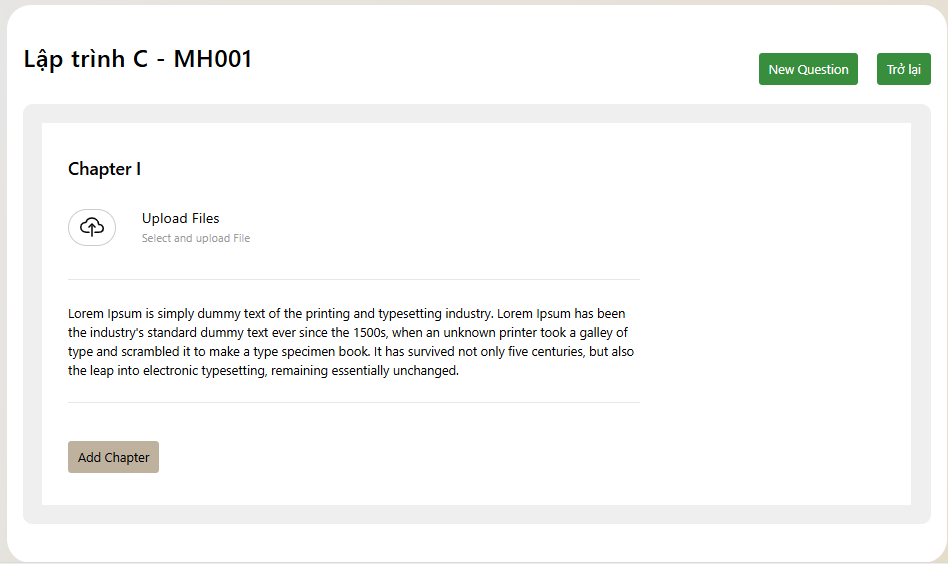 Lập trình C - MH001
New Question
Trở lại
Chapter I
Upload Files
Select and upload File
Lorem Ipsum is simply dummy text of the printing and typesetting industry. Lorem Ipsum has been
the industry's standard dummy text ever since the 1500s, when an unknown printer took a galley of
type and scrambled it to make a type specimen book. It has survived not only five centuries, but also
the leap into electronic typesetting, remaining essentially unchanged.
Add Chapter